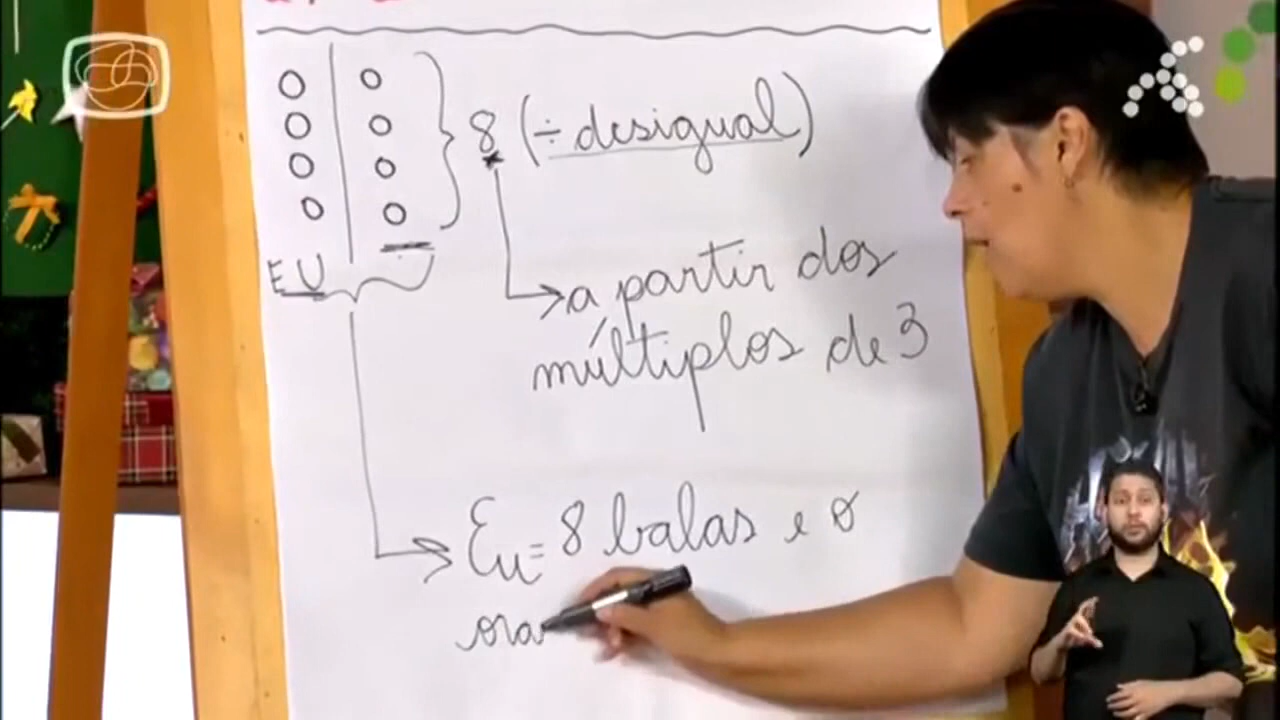 8 (÷ desigual)
EU
a partir dos
múltiplos de 3
Eu = 8 balas e o